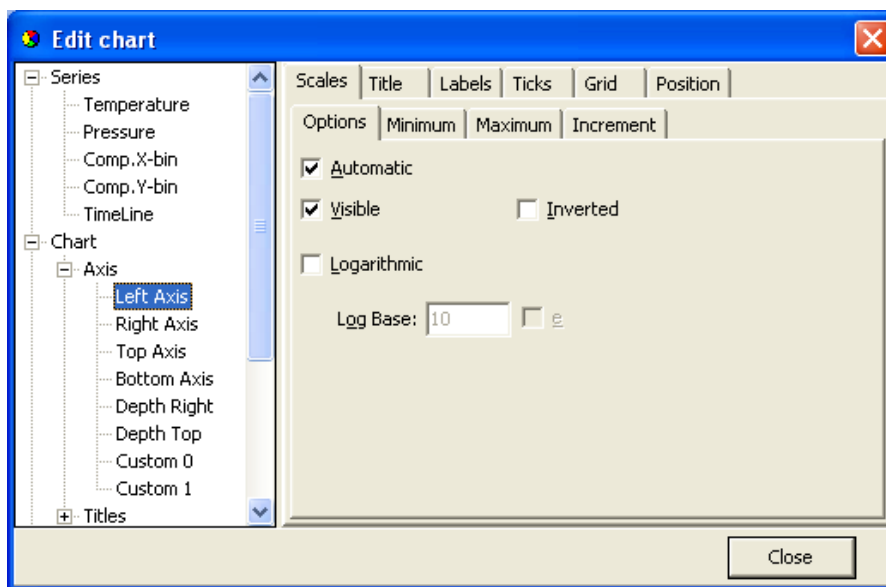 Edit chart
Series
Temperature
Pressure
Comp.X-bin
Comp.Y-bin
TimeLine
Chart
Axis
Left Axis
Right Axis
Top Axis
Bottom Axis
Depth Right
Depth Top
Custom 0
Custom 1
Titles
Scales Title Labels Ticks Grid Position
Options Minimum Maximum Increment
Automatic
Visible Inverted
Logarithmic
Log Base: 10 e
Close